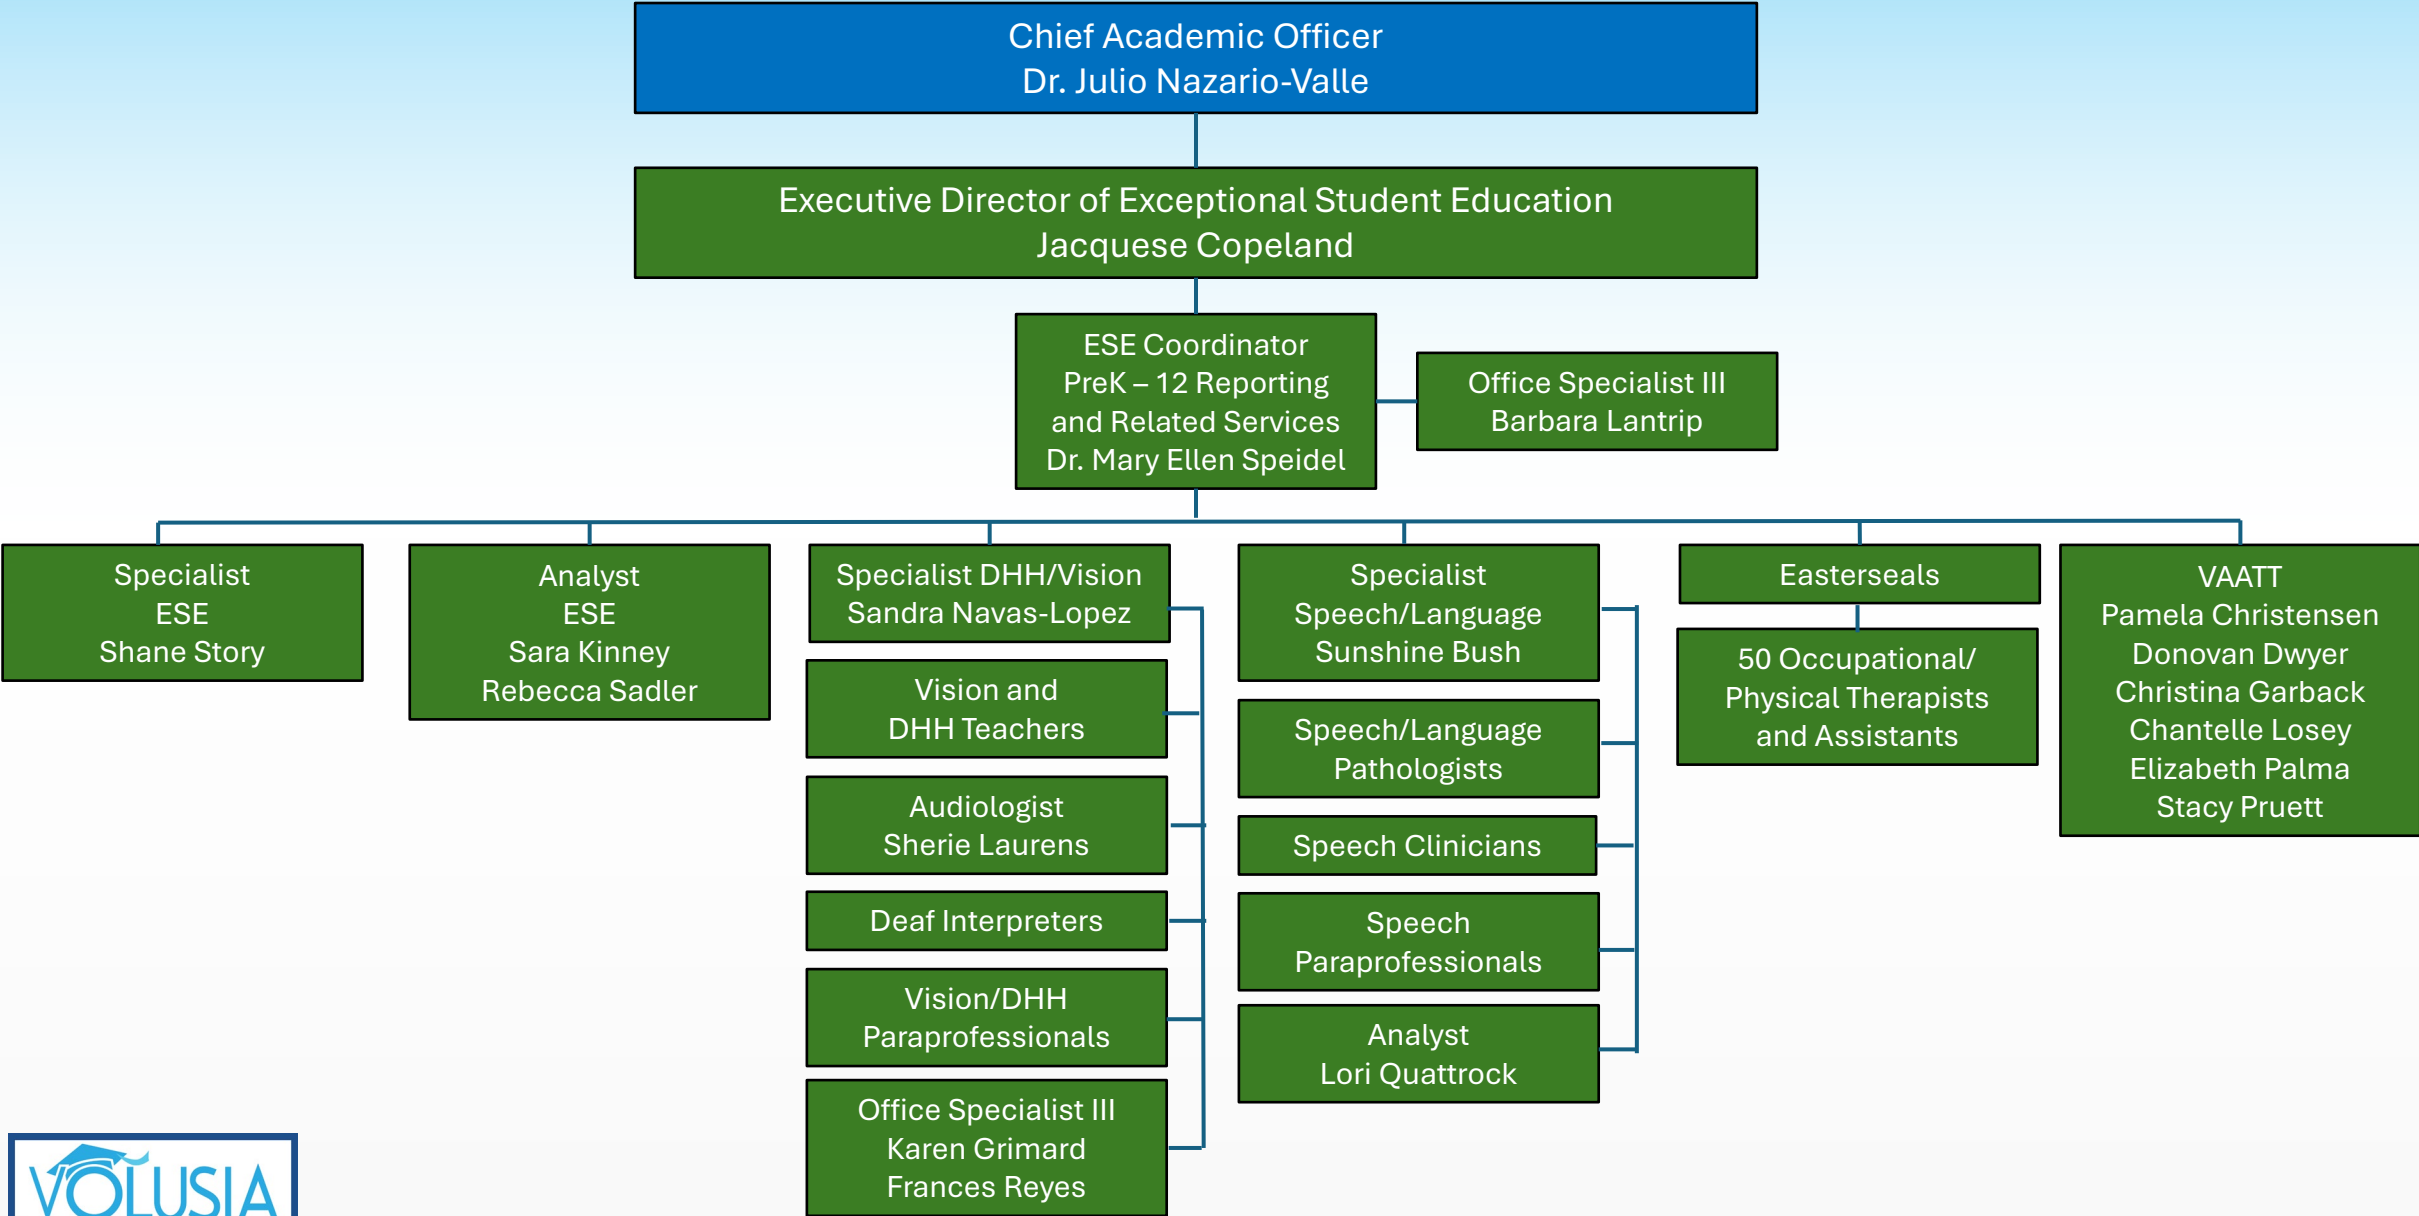 Chief Academic Officer
Dr. Julio Nazario-Valle
Executive Director of Exceptional Student Education
Jacquese Copeland
ESE Coordinator
PreK – 12 Reporting
and Related Services
Dr. Mary Ellen Speidel
Office Specialist III
Barbara Lantrip
Specialist
ESE
Shane Story
Analyst
ESE
Sara Kinney
Rebecca Sadler
Specialist DHH/Vision
Sandra Navas-Lopez
Vision and
DHH Teachers
Audiologist
Sherie Laurens
Deaf Interpreters
Vision/DHH
Paraprofessionals
Office Specialist III
Karen Grimard
Frances Reyes
Specialist
Speech/Language
Sunshine Bush
Speech/Language
Pathologists
Speech Clinicians
Speech
Paraprofessionals
Analyst
Lori Quattrock
Easterseals
50 Occupational/
Physical Therapists
and Assistants
VAATT
Pamela Christensen
Donovan Dwyer
Christina Garback
Chantelle Losey
Elizabeth Palma
Stacy Pruett
VOLUSIA